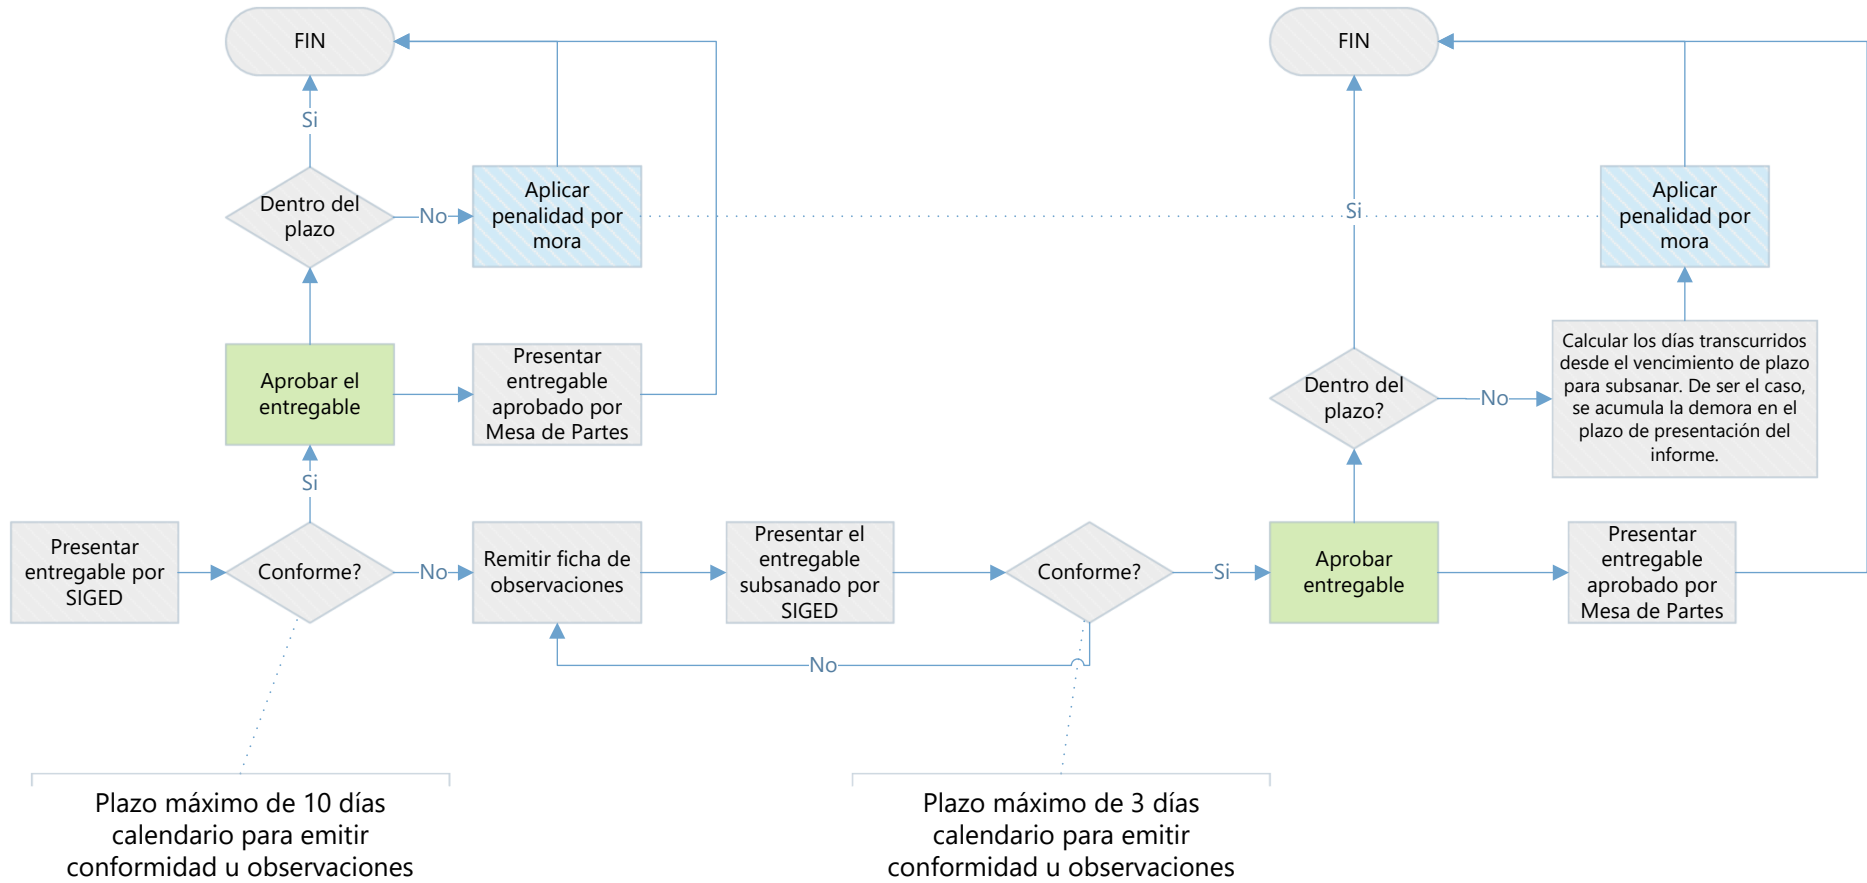 FIN
FIN
Si
Dentro del
plazo
No
Aplicar
penalidad por
mora
Si
Aplicar
penalidad por
mora
Aprobar el
entregable
Presentar
entregable
aprobado por
Mesa de Partes
Dentro del
plazo?
No
Calcular los días transcurridos
desde el vencimiento de plazo
para subsanar. De ser el caso,
se acumula la demora en el
plazo de presentación del
informe.
Si
Presentar
entregable por
SIGED
Conforme?
No
Remitir ficha de
observaciones
Presentar el
entregable
subsanado por
SIGED
Conforme?
Si
Aprobar
entregable
Presentar
entregable
aprobado por
Mesa de Partes
No
Plazo máximo de 10 días
calendario para emitir
conformidad u observaciones
Plazo máximo de 3 días
calendario para emitir
conformidad u observaciones